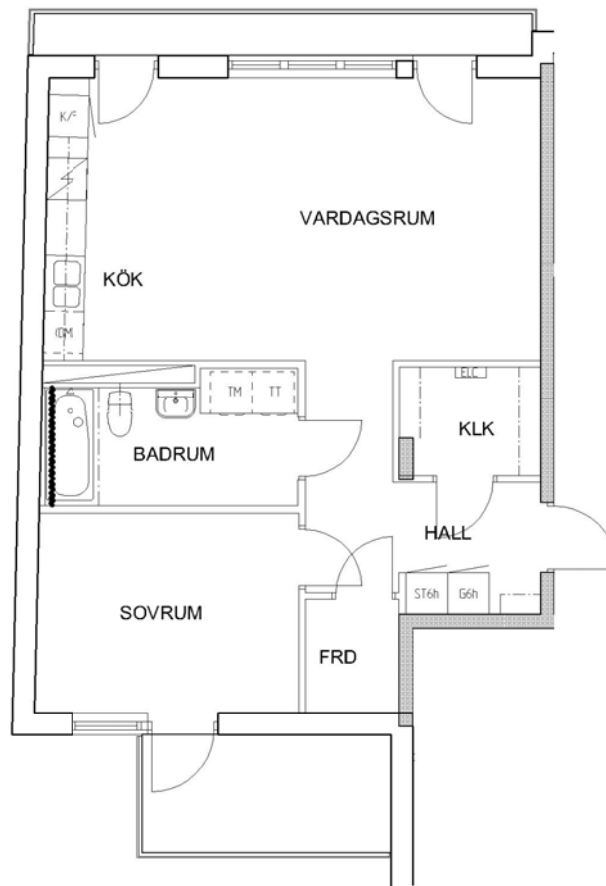 K/F
VARDAGSRUM
KÖK
DM
ELC
TM
TT
KLK
BADRUM
HALL
ST6h
G6h
SOVRUM
FRD